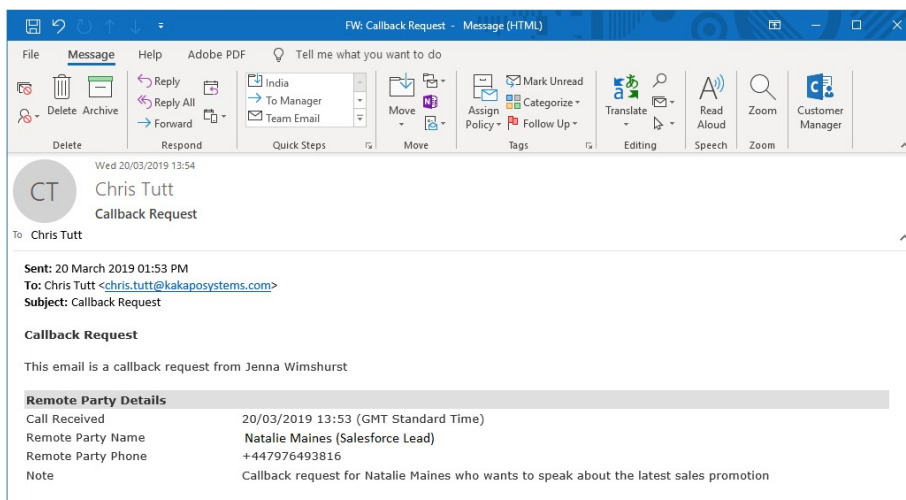 FW: Callback Request - Message (HTML)
File Message Help Adobe PDF Tell me what you want to do
Delete Archive
Reply
Reply All
Forward
India
To Manager
Team Email
Move
Assign Policy
Mark Unread
Categorize
Follow Up
Translate
Read Aloud
Zoom
Customer Manager
Delete Respond Quick Steps Move Tags Editing Speech Zoom
Wed 20/03/2019 13:54
CT
Chris Tutt
Callback Request
To Chris Tutt
Sent: 20 March 2019 01:53 PM
To: Chris Tutt <chris.tutt@kakaposystems.com>
Subject: Callback Request
Callback Request
This email is a callback request from Jenna Wimshurst
Remote Party Details
Call Received 20/03/2019 13:53 (GMT Standard Time)
Remote Party Name Natalie Maines (Salesforce Lead)
Remote Party Phone +447976493816
Note Callback request for Natalie Maines who wants to speak about the latest sales promotion